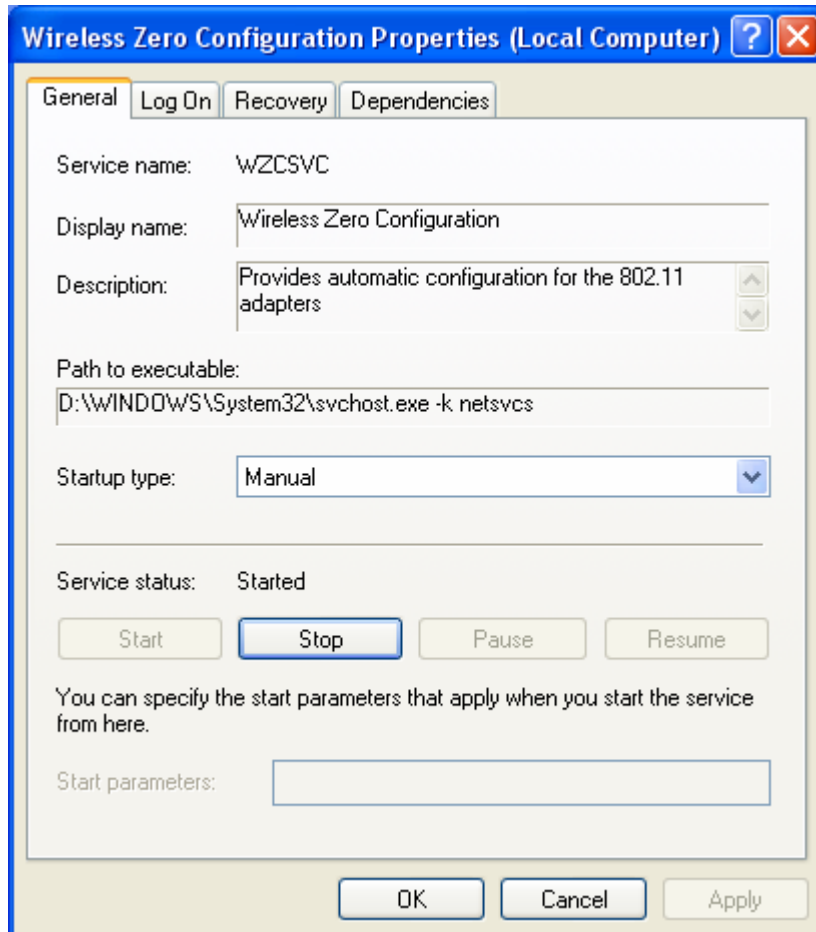 Wireless Zero Configuration Properties (Local Computer) ?
General Log On Recovery Dependencies
Service name: WZCSVC
Display name: Wireless Zero Configuration
Description: Provides automatic configuration for the 802.11
adapters
Path to executable:
D:\WINDOWS\System32\svchost.exe -k netsvcs
Startup type: Manual
Service status: Started
Start Stop Pause Resume
You can specify the start parameters that apply when you start the service
from here.
Start parameters:
OK Cancel Apply